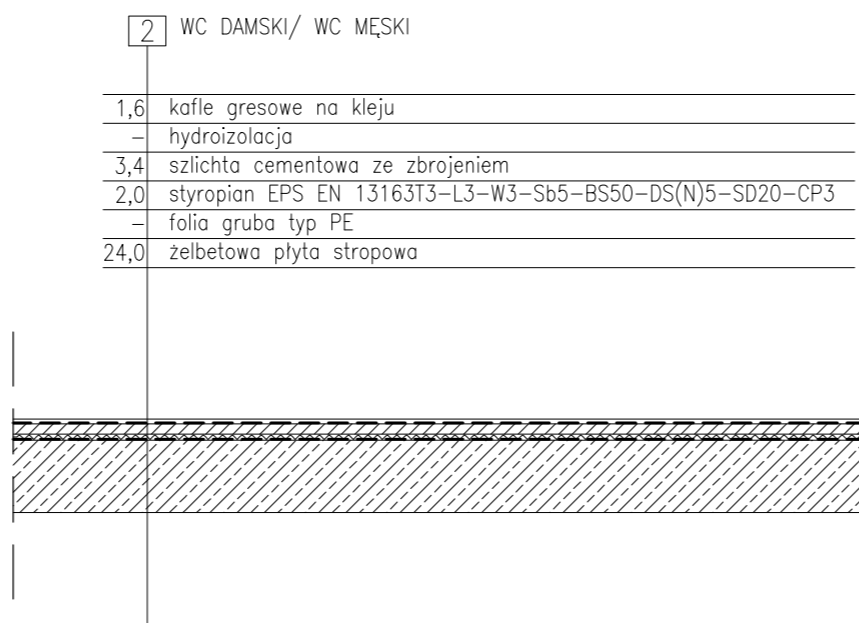 2 WC DAMSKI/ WC MĘSKI
1,6 kafle gresowe na kleju
– hydroizolacja
3,4 szlichta cementowa ze zbrojeniem
2,0 styropian EPS EN 13163T3-L3-W3-Sb5-BS50-DS(N)5-SD20-CP3
– folia gruba typ PE
24,0 żelbetowa płyta stropowa